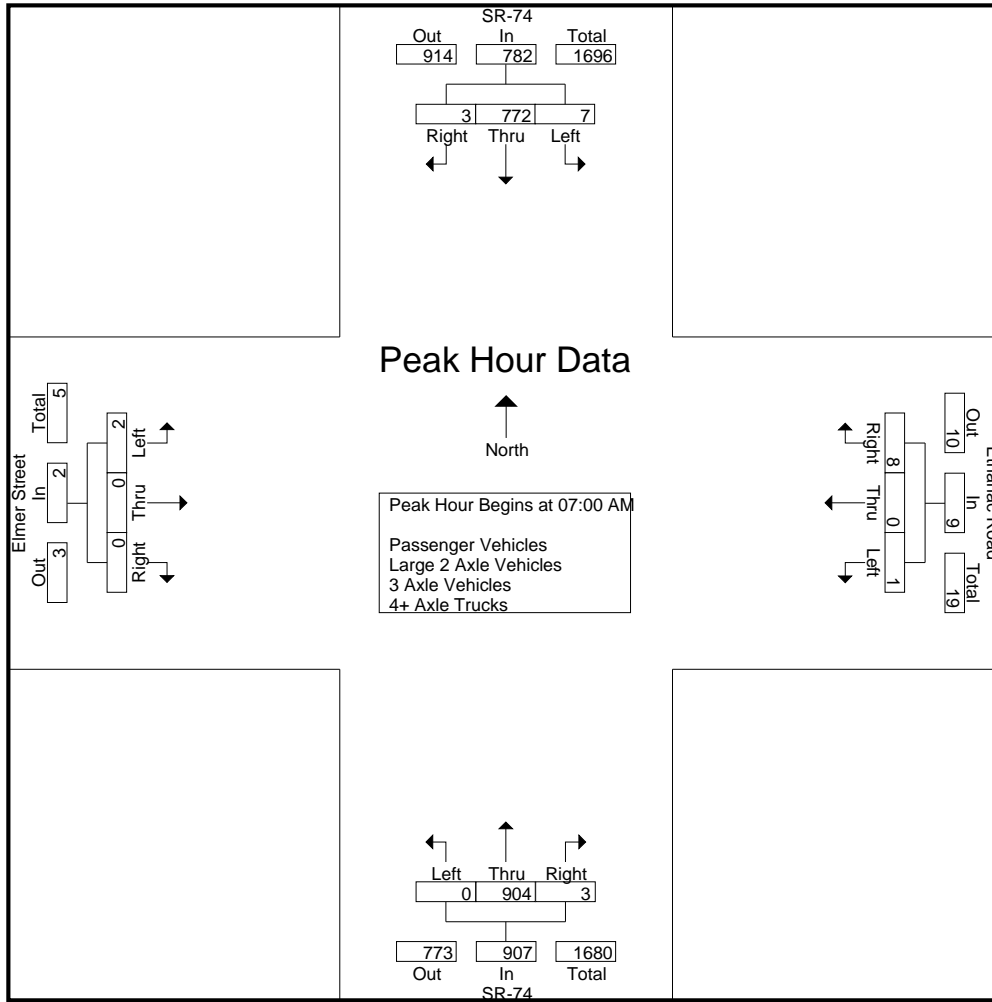 SR-74
Out In Total
914 782 1696
3 772 7
Right Thru Left
Peak Hour Data
North
Peak Hour Begins at 07:00 AM
Passenger Vehicles
Large 2 Axle Vehicles
3 Axle Vehicles
4+ Axle Trucks
Elmer Street
Out In Total
3 2 5
2 0 0
Left Thru Right
Ethanac Road
Out In Total
10 9 19
Right Thru Left
8 0 1
Left Thru Right
0 904 3
773 907 1680
Out In Total
SR-74